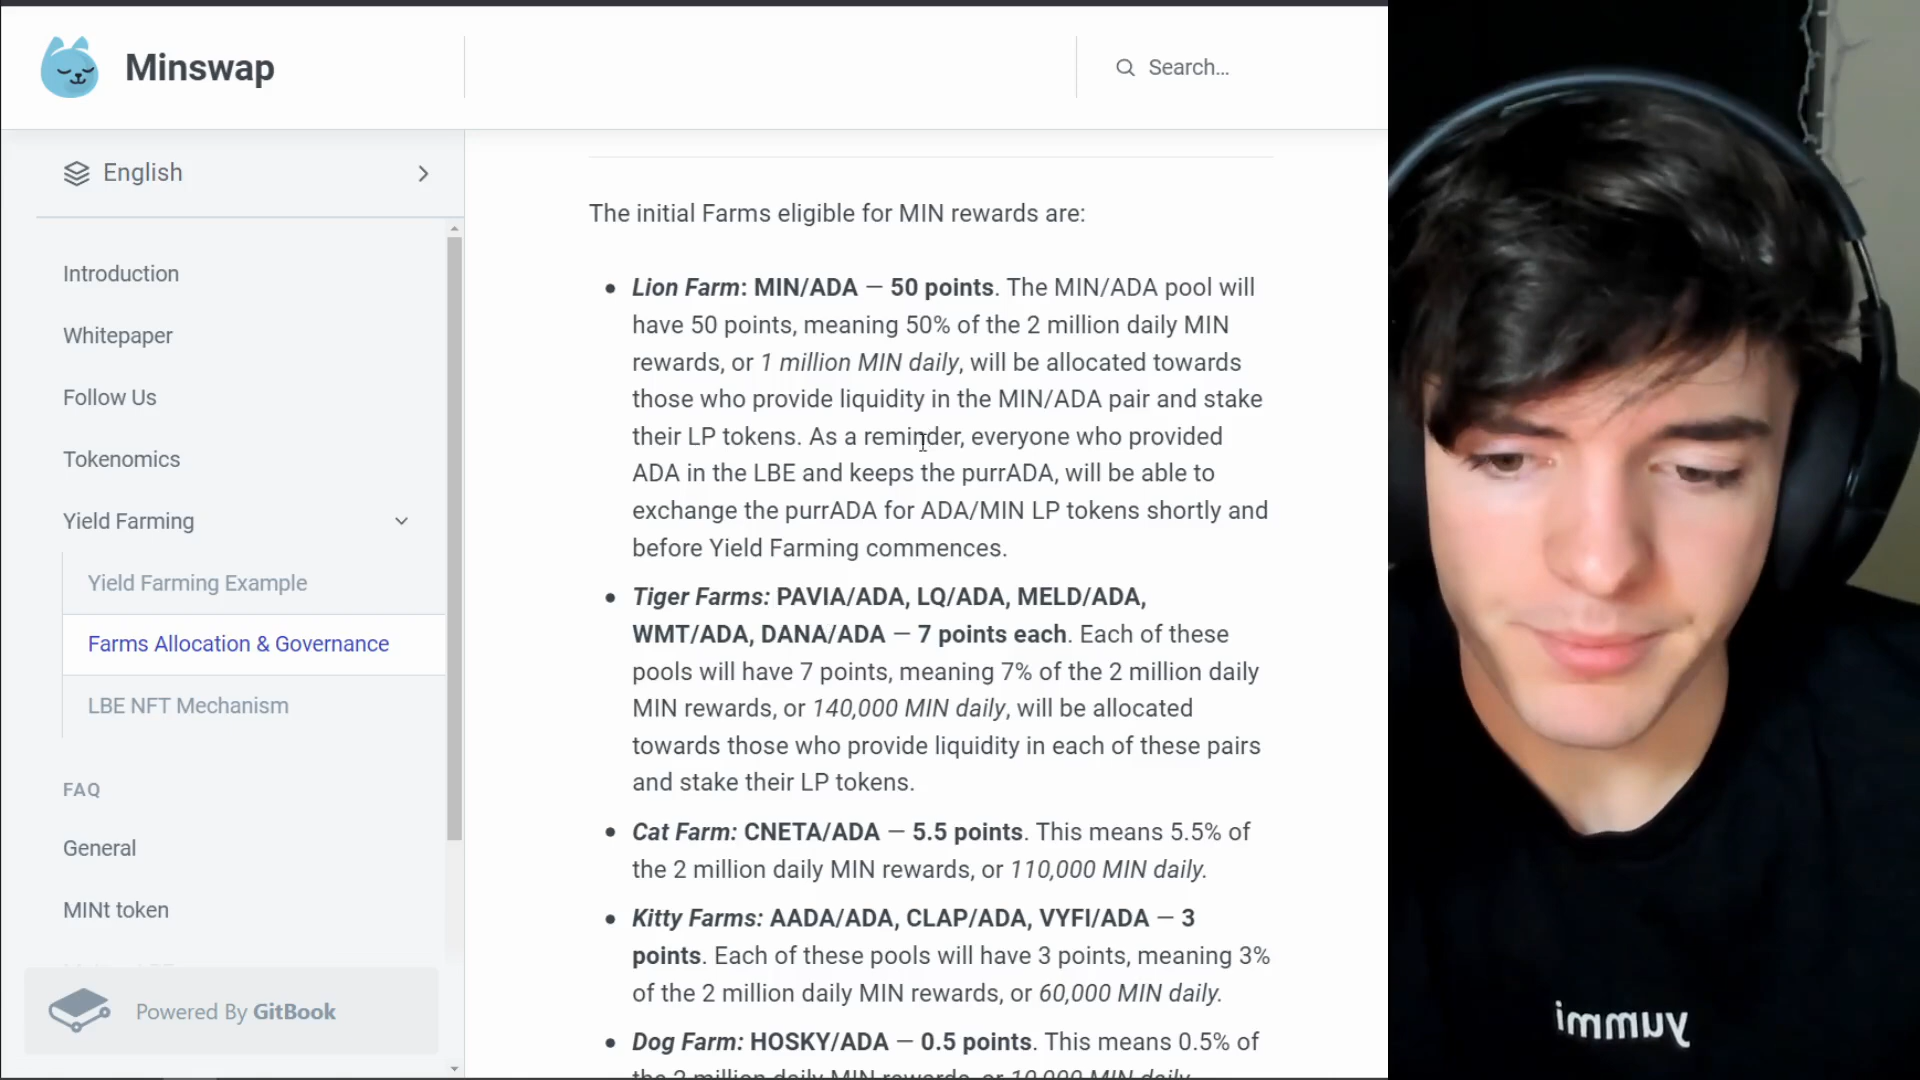 Minswap
Search...
English
Introduction
Whitepaper
Follow Us
Tokenomics
Yield Farming
Yield Farming Example
Farms Allocation & Governance
LBE NFT Mechanism
FAQ
General
MINt token
Powered By GitBook
The initial Farms eligible for MIN rewards are:
• Lion Farm: MIN/ADA — 50 points. The MIN/ADA pool will
have 50 points, meaning 50% of the 2 million daily MIN
rewards, or 1 million MIN daily, will be allocated towards
those who provide liquidity in the MIN/ADA pair and stake
their LP tokens. As a reminder, everyone who provided
ADA in the LBE and keeps the purrADA, will be able to
exchange the purrADA for ADA/MIN LP tokens shortly and
before Yield Farming commences.
• Tiger Farms: PAVIA/ADA, LQ/ADA, MELD/ADA,
WMT/ADA, DANA/ADA — 7 points each. Each of these
pools will have 7 points, meaning 7% of the 2 million daily
MIN rewards, or 140,000 MIN daily, will be allocated
towards those who provide liquidity in each of these pairs
and stake their LP tokens.
• Cat Farm: CNETA/ADA — 5.5 points. This means 5.5% of
the 2 million daily MIN rewards, or 110,000 MIN daily.
• Kitty Farms: AADA/ADA, CLAP/ADA, VYFI/ADA — 3
points. Each of these pools will have 3 points, meaning 3%
of the 2 million daily MIN rewards, or 60,000 MIN daily.
• Dog Farm: HOSKY/ADA — 0.5 points. This means 0.5% of
the 2 million daily MIN rewards, or 10,000 MIN daily.
yummi